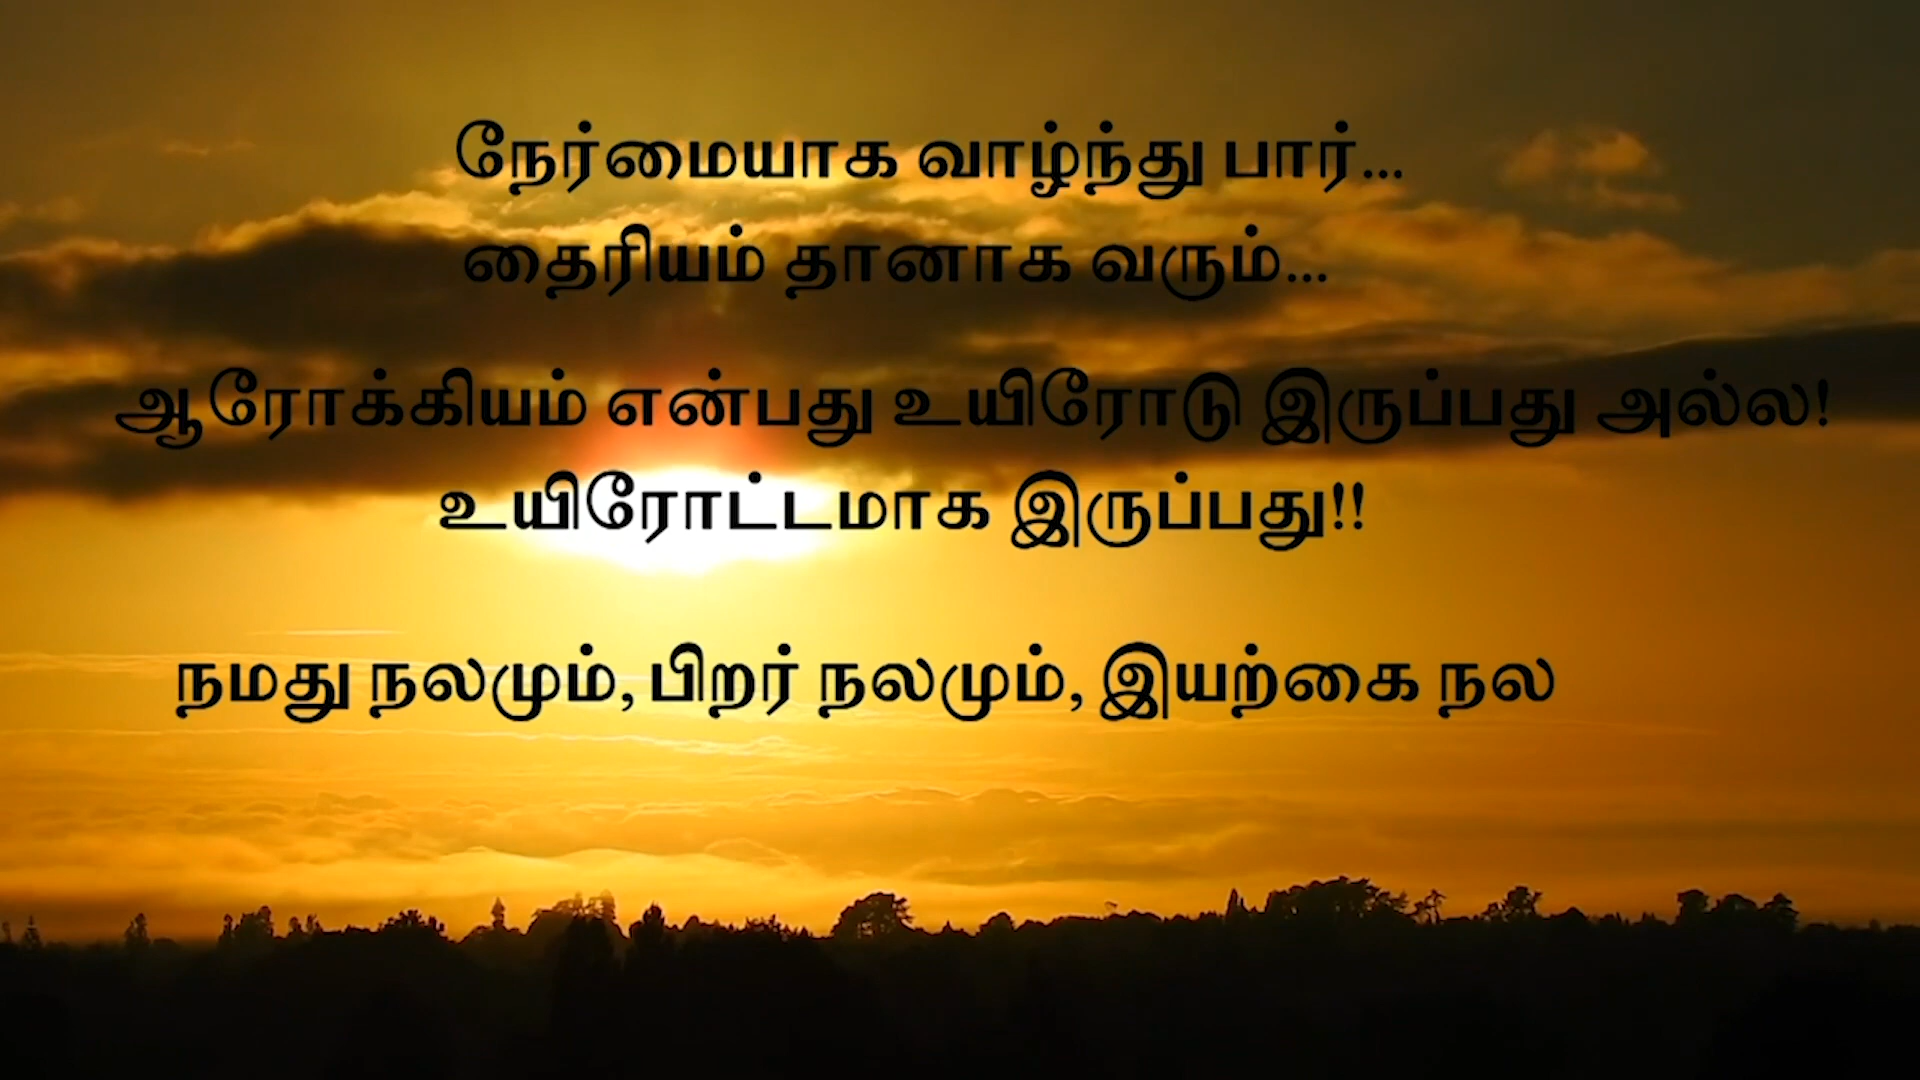 நேர்மையாக வாழ்ந்து பார்...
தைரியம் தானாக வரும்...
ஆரோக்கியம் என்பது உயிரோடு இருப்பது அல்ல!
உயிரோட்டமாக இருப்பது!!
நமது நலமும், பிறர் நலமும், இயற்கை நல